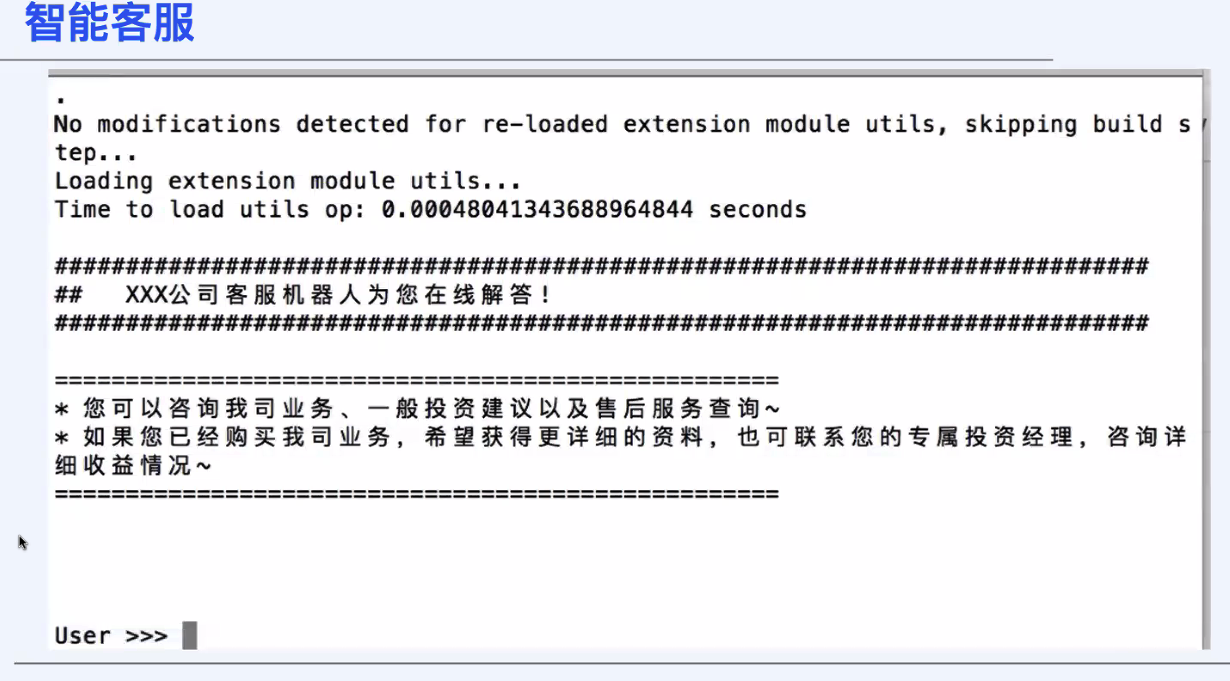 智能客服
.
No modifications detected for re-loaded extension module utils, skipping build s
tep...
Loading extension module utils...
Time to load utils op: 0.00048041343688964844 seconds
#############################################################################
## XXX公司客服机器人为您在线解答!
#############################################################################
===================================================
* 您可以咨询我司业务、一般投资建议以及售后服务查询~
* 如果您已经购买我司业务, 希望获得更详细的资料, 也可联系您的专属投资经理, 咨询详
细收益情况~
===================================================
User >>>